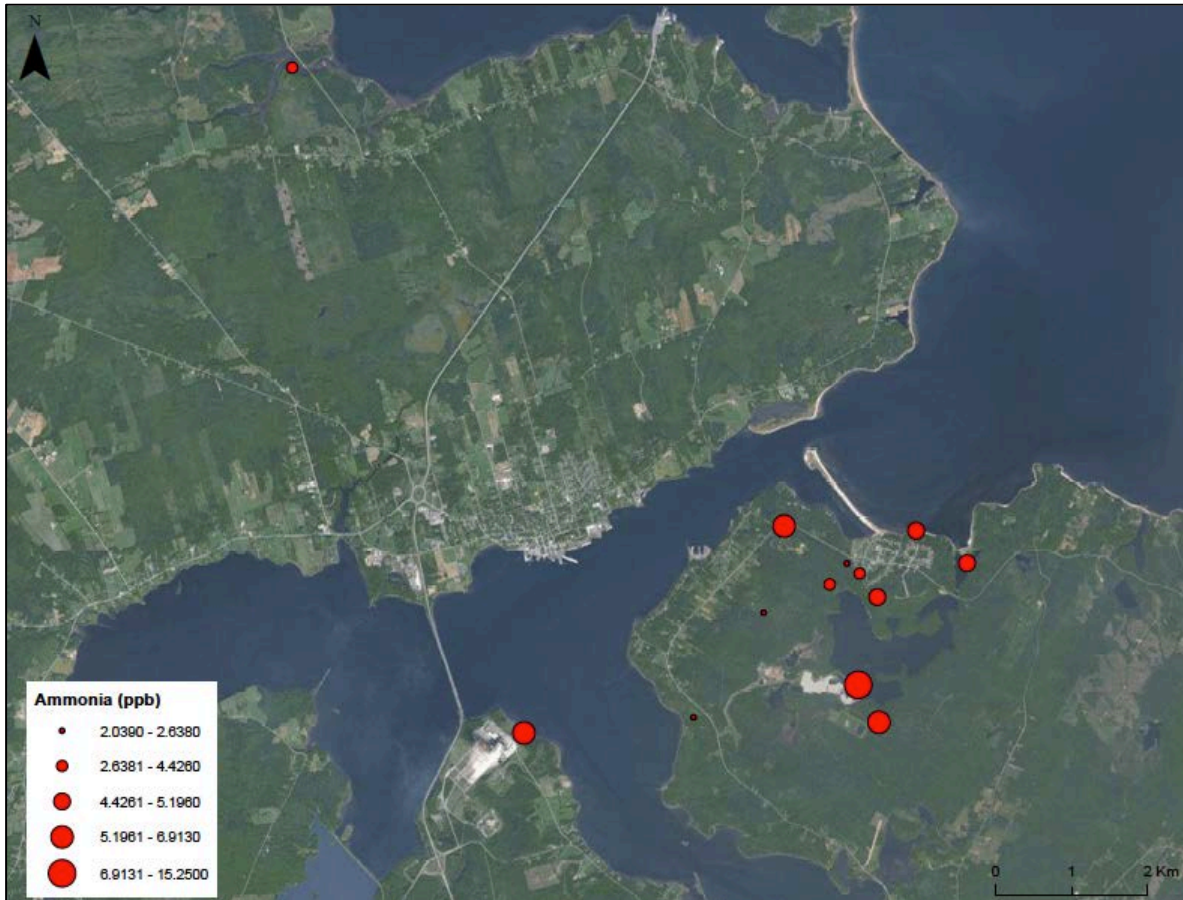 N
Ammonia (ppb)
2.0390 - 2.6380
2.6381 - 4.4260
4.4261 - 5.1960
5.1961 - 6.9130
6.9131 - 15.2500
0 1 2 Km